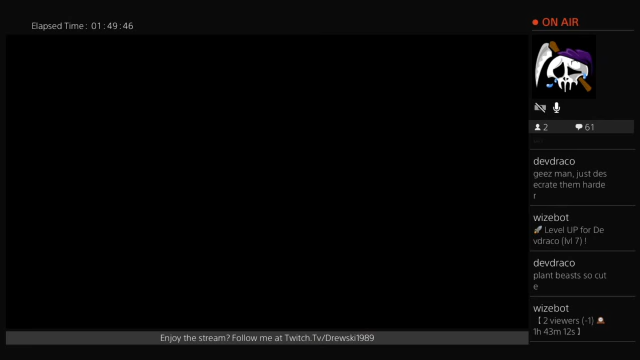 Elapsed Time : 01 : 49 : 46
ON AIR
2 61
devdraco
geez man, just des
ecrate them harde
r
wizebot
🚀 Level UP for De
vdraco (lvl 7) !
devdraco
plant beasts so cut
e
wizebot
【 2 viewers (-1) 🕰
1h 43m 12s 】
Enjoy the stream? Follow me at Twitch.Tv/Drewski1989